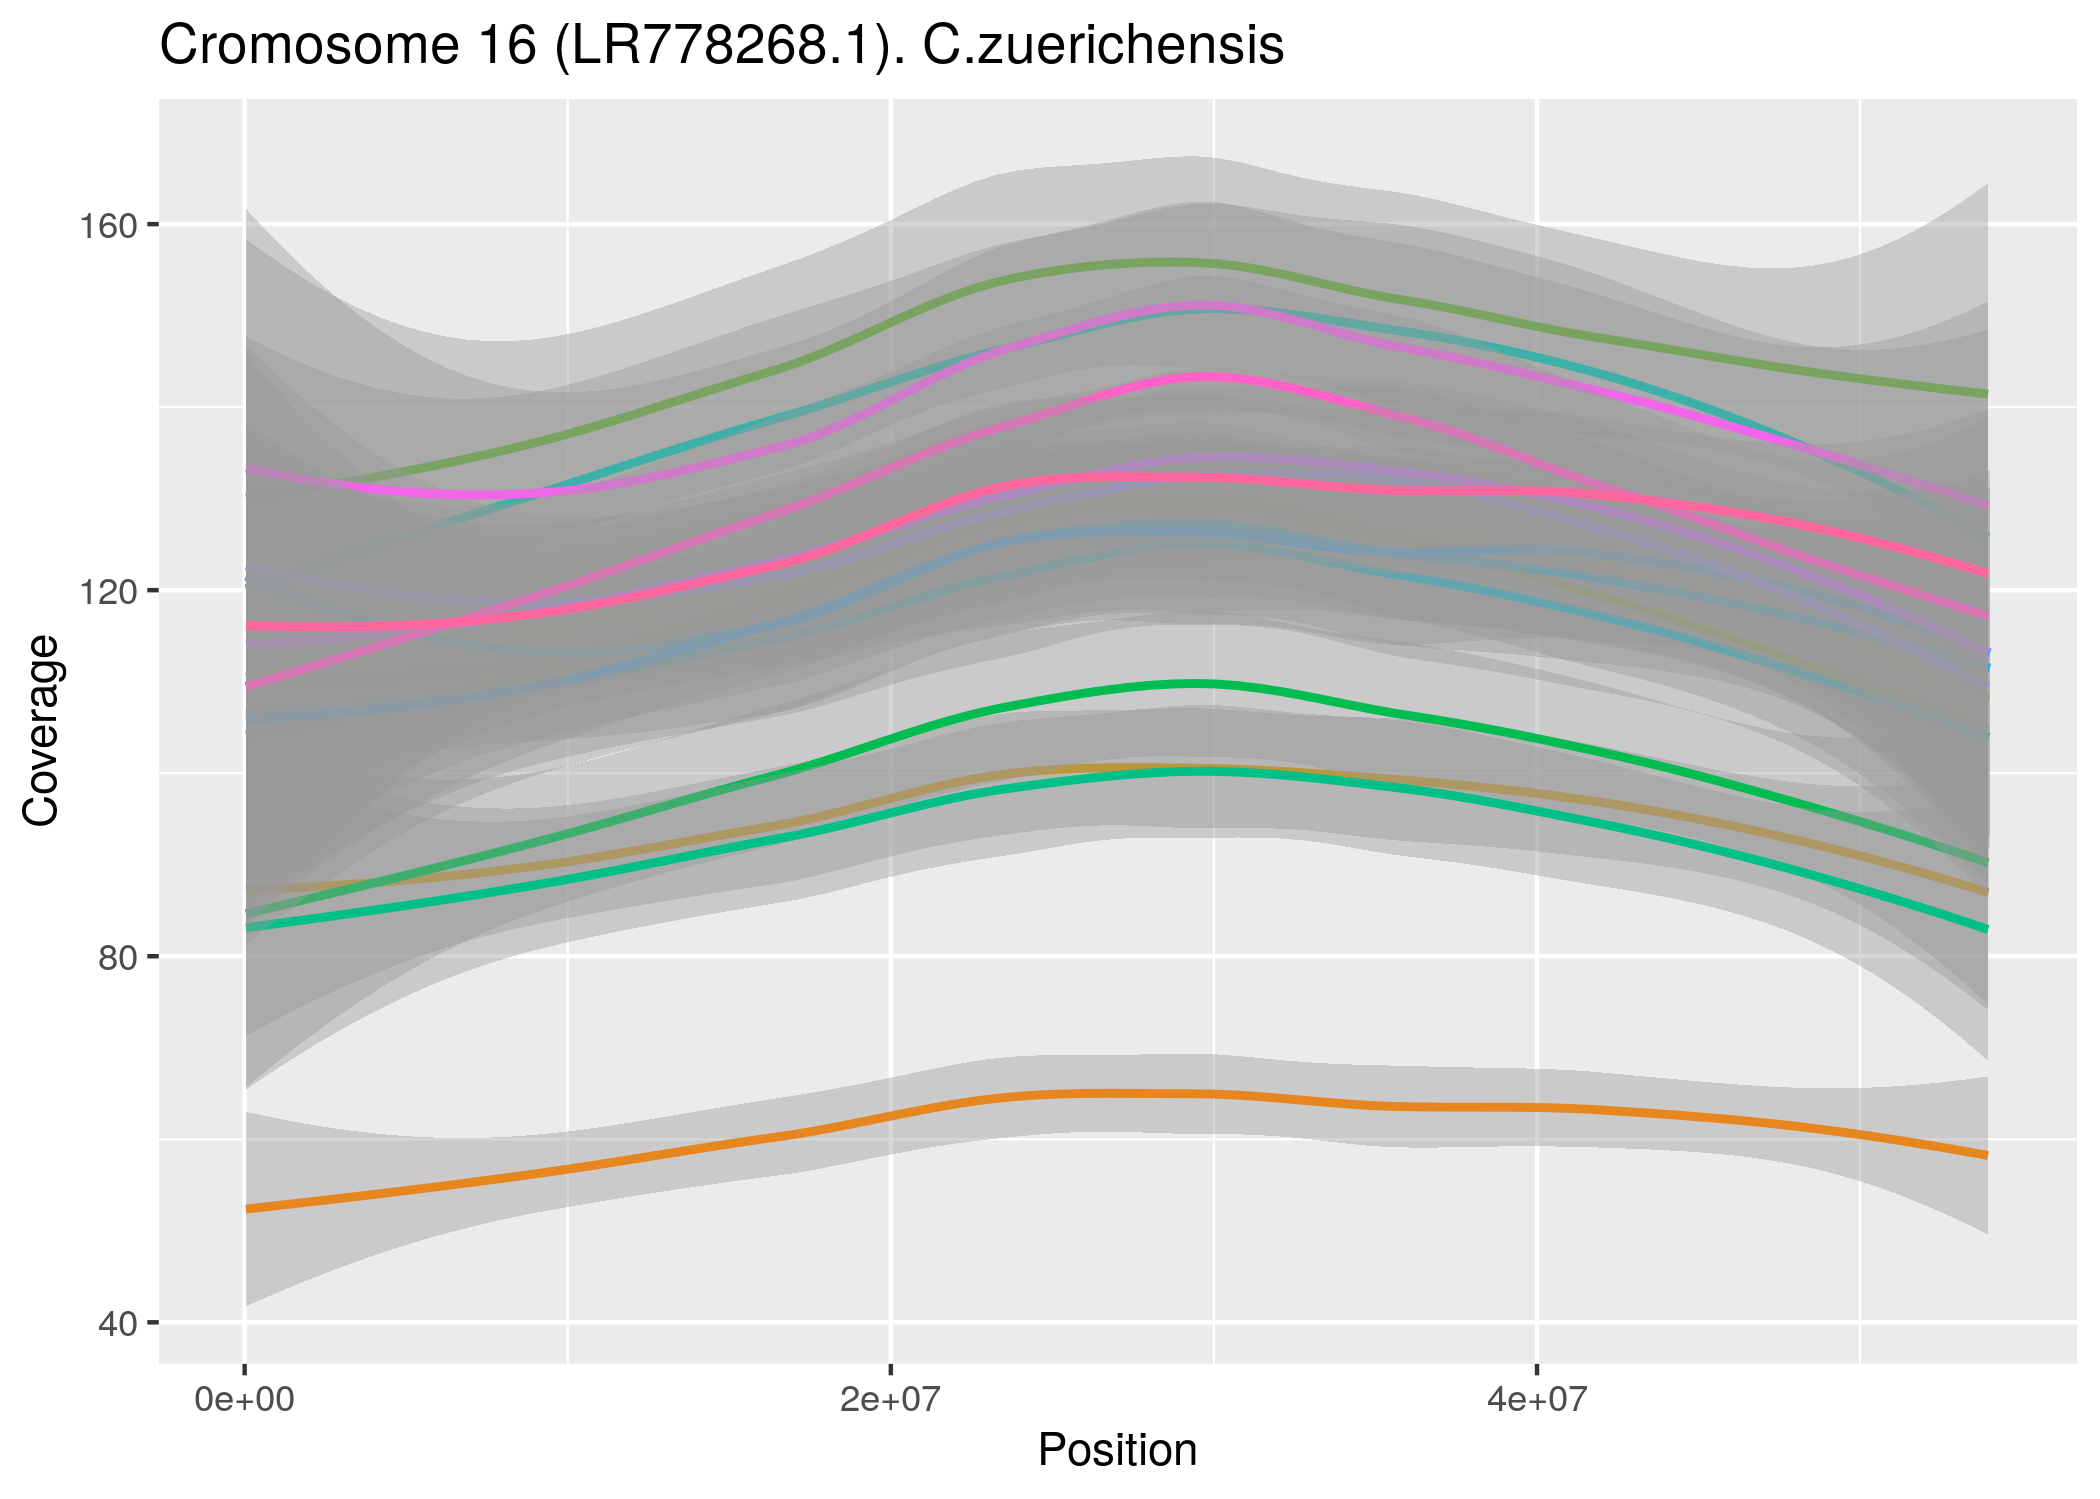 Cromosome 16 (LR778268.1). C.zuerichensis
160
120
80
40
Coverage
0e+00 2e+07 4e+07
Position